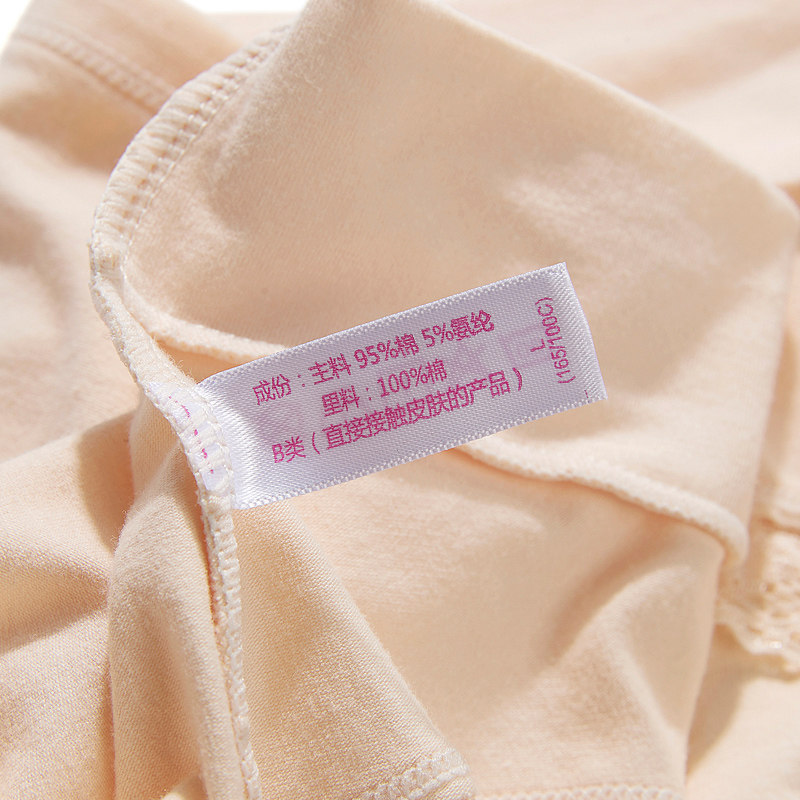 成份：主料 95%棉 5%氨纶
里料：100%棉
B类（直接接触皮肤的产品）
L
(165/100C)